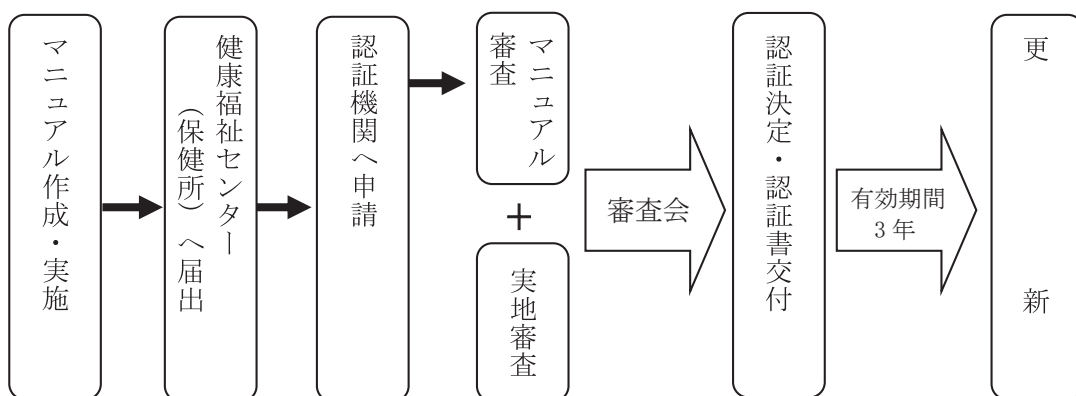 マニュアル作成・実施
健康福祉センター
（保健所）へ届出
認証機関へ申請
マニュアル
審査
＋
実地審査
審査会
認証決定・認証書交付
有効期間
3 年
更新